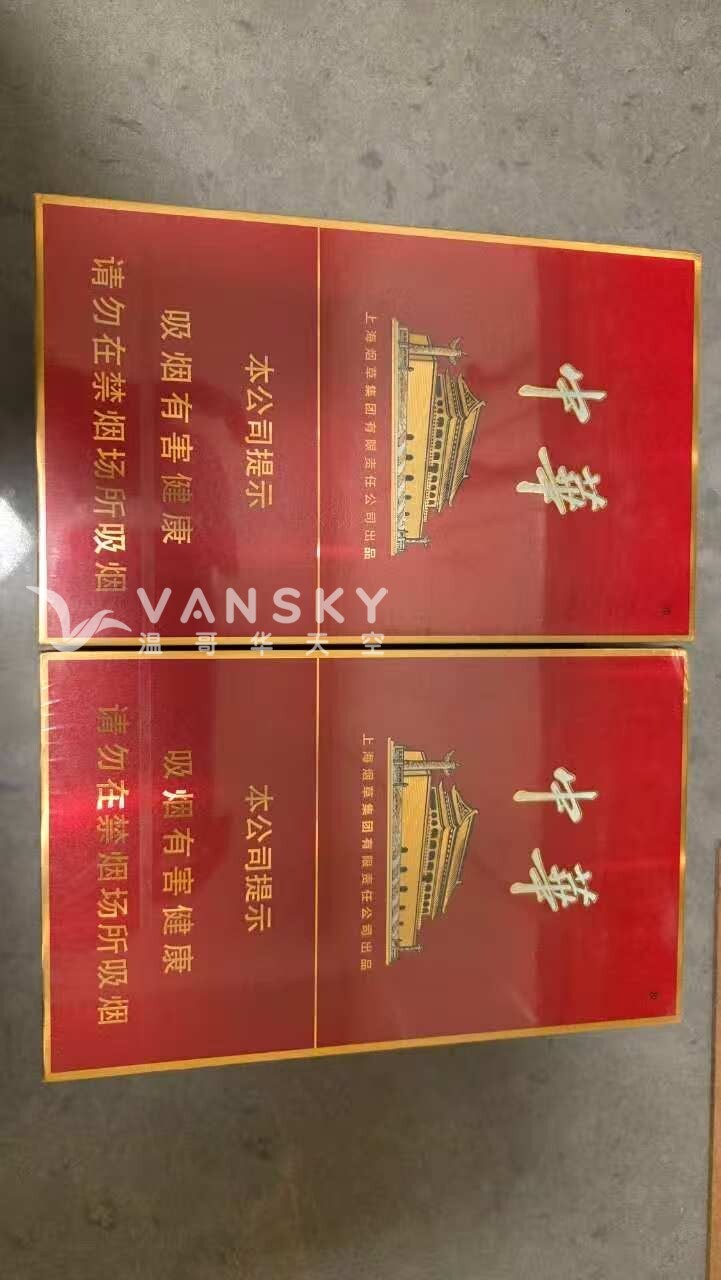 中華
上海烟草集团有限责任公司出品
本公司提示
吸烟有害健康
请勿在禁烟场所吸烟
VANSKY
温哥华天空
中華
上海烟草集团有限责任公司出品
本公司提示
吸烟有害健康
请勿在禁烟场所吸烟